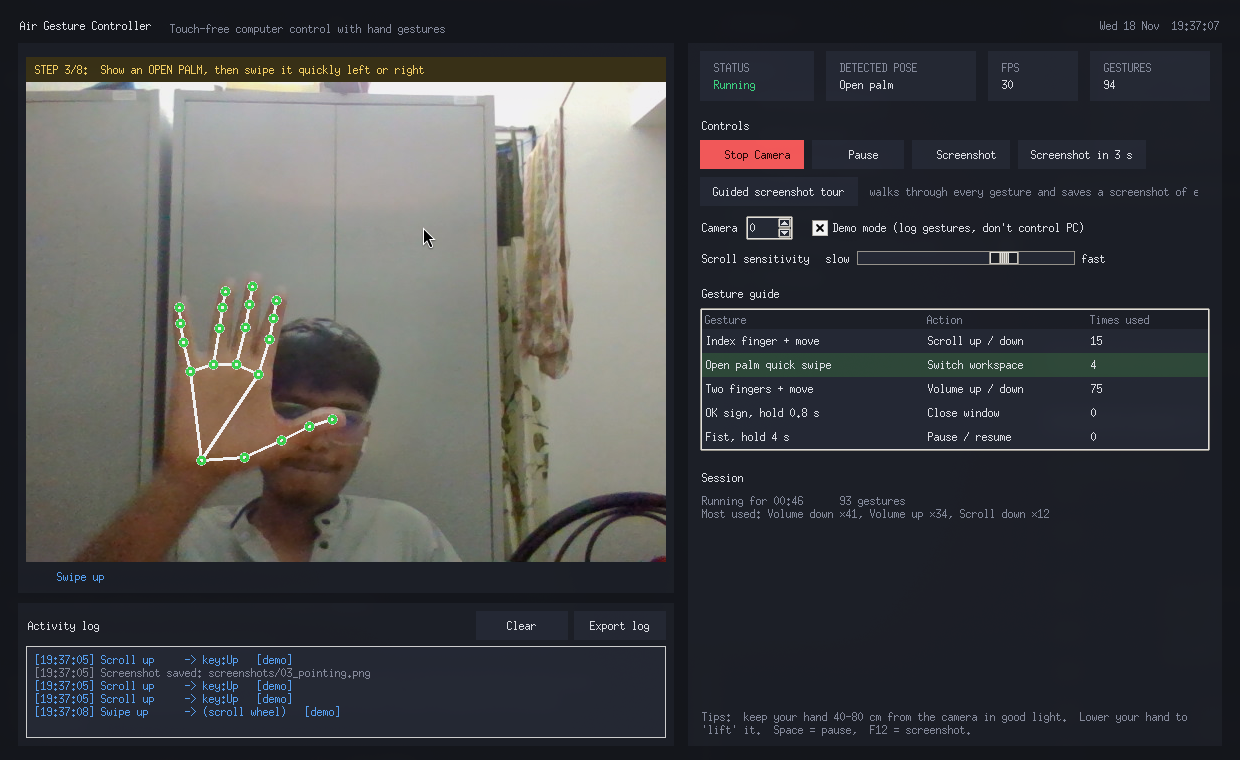 Air Gesture Controller Touch-free computer control with hand gestures Wed 18 Nov 19:37:07
STEP 3/8: Show an OPEN PALM, then swipe it quickly left or right
Swipe up
Activity log Clear Export log
[19:37:05] Scroll up -> key:Up [demo]
[19:37:05] Screenshot saved: screenshots/03_pointing.png
[19:37:05] Scroll up -> key:Up [demo]
[19:37:05] Scroll up -> key:Up [demo]
[19:37:08] Swipe up -> (scroll wheel) [demo]
STATUS DETECTED POSE FPS GESTURES
Running Open palm 30 94
Controls
Stop Camera Pause Screenshot Screenshot in 3 s
Guided screenshot tour walks through every gesture and saves a screenshot of e
Camera 0 Demo mode (log gestures, don't control PC)
Scroll sensitivity slow fast
Gesture guide
Gesture Action Times used
Index finger + move Scroll up / down 15
Open palm quick swipe Switch workspace 4
Two fingers + move Volume up / down 75
OK sign, hold 0.8 s Close window 0
Fist, hold 4 s Pause / resume 0
Session
Running for 00:46 93 gestures
Most used: Volume down ×41, Volume up ×34, Scroll down ×12
Tips: keep your hand 40-80 cm from the camera in good light. Lower your hand to
'lift' it. Space = pause, F12 = screenshot.